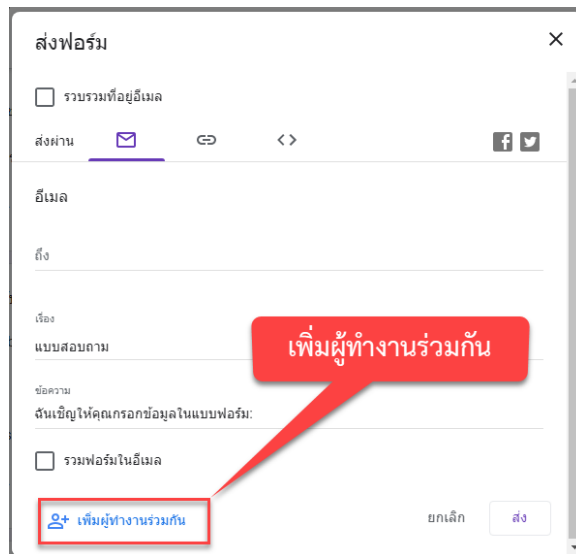 ส่งฟอร์ม
รวบรวมที่อยู่อีเมล
ส่งผ่าน
อีเมล
ถึง
เรื่อง
แบบสอบถาม
เพิ่มผู้ทำงานร่วมกัน
ข้อความ
ฉันเชิญให้คุณกรอกข้อมูลในแบบฟอร์ม:
รวมฟอร์มในอีเมล
เพิ่มผู้ทำงานร่วมกัน
ยกเลิก
ส่ง